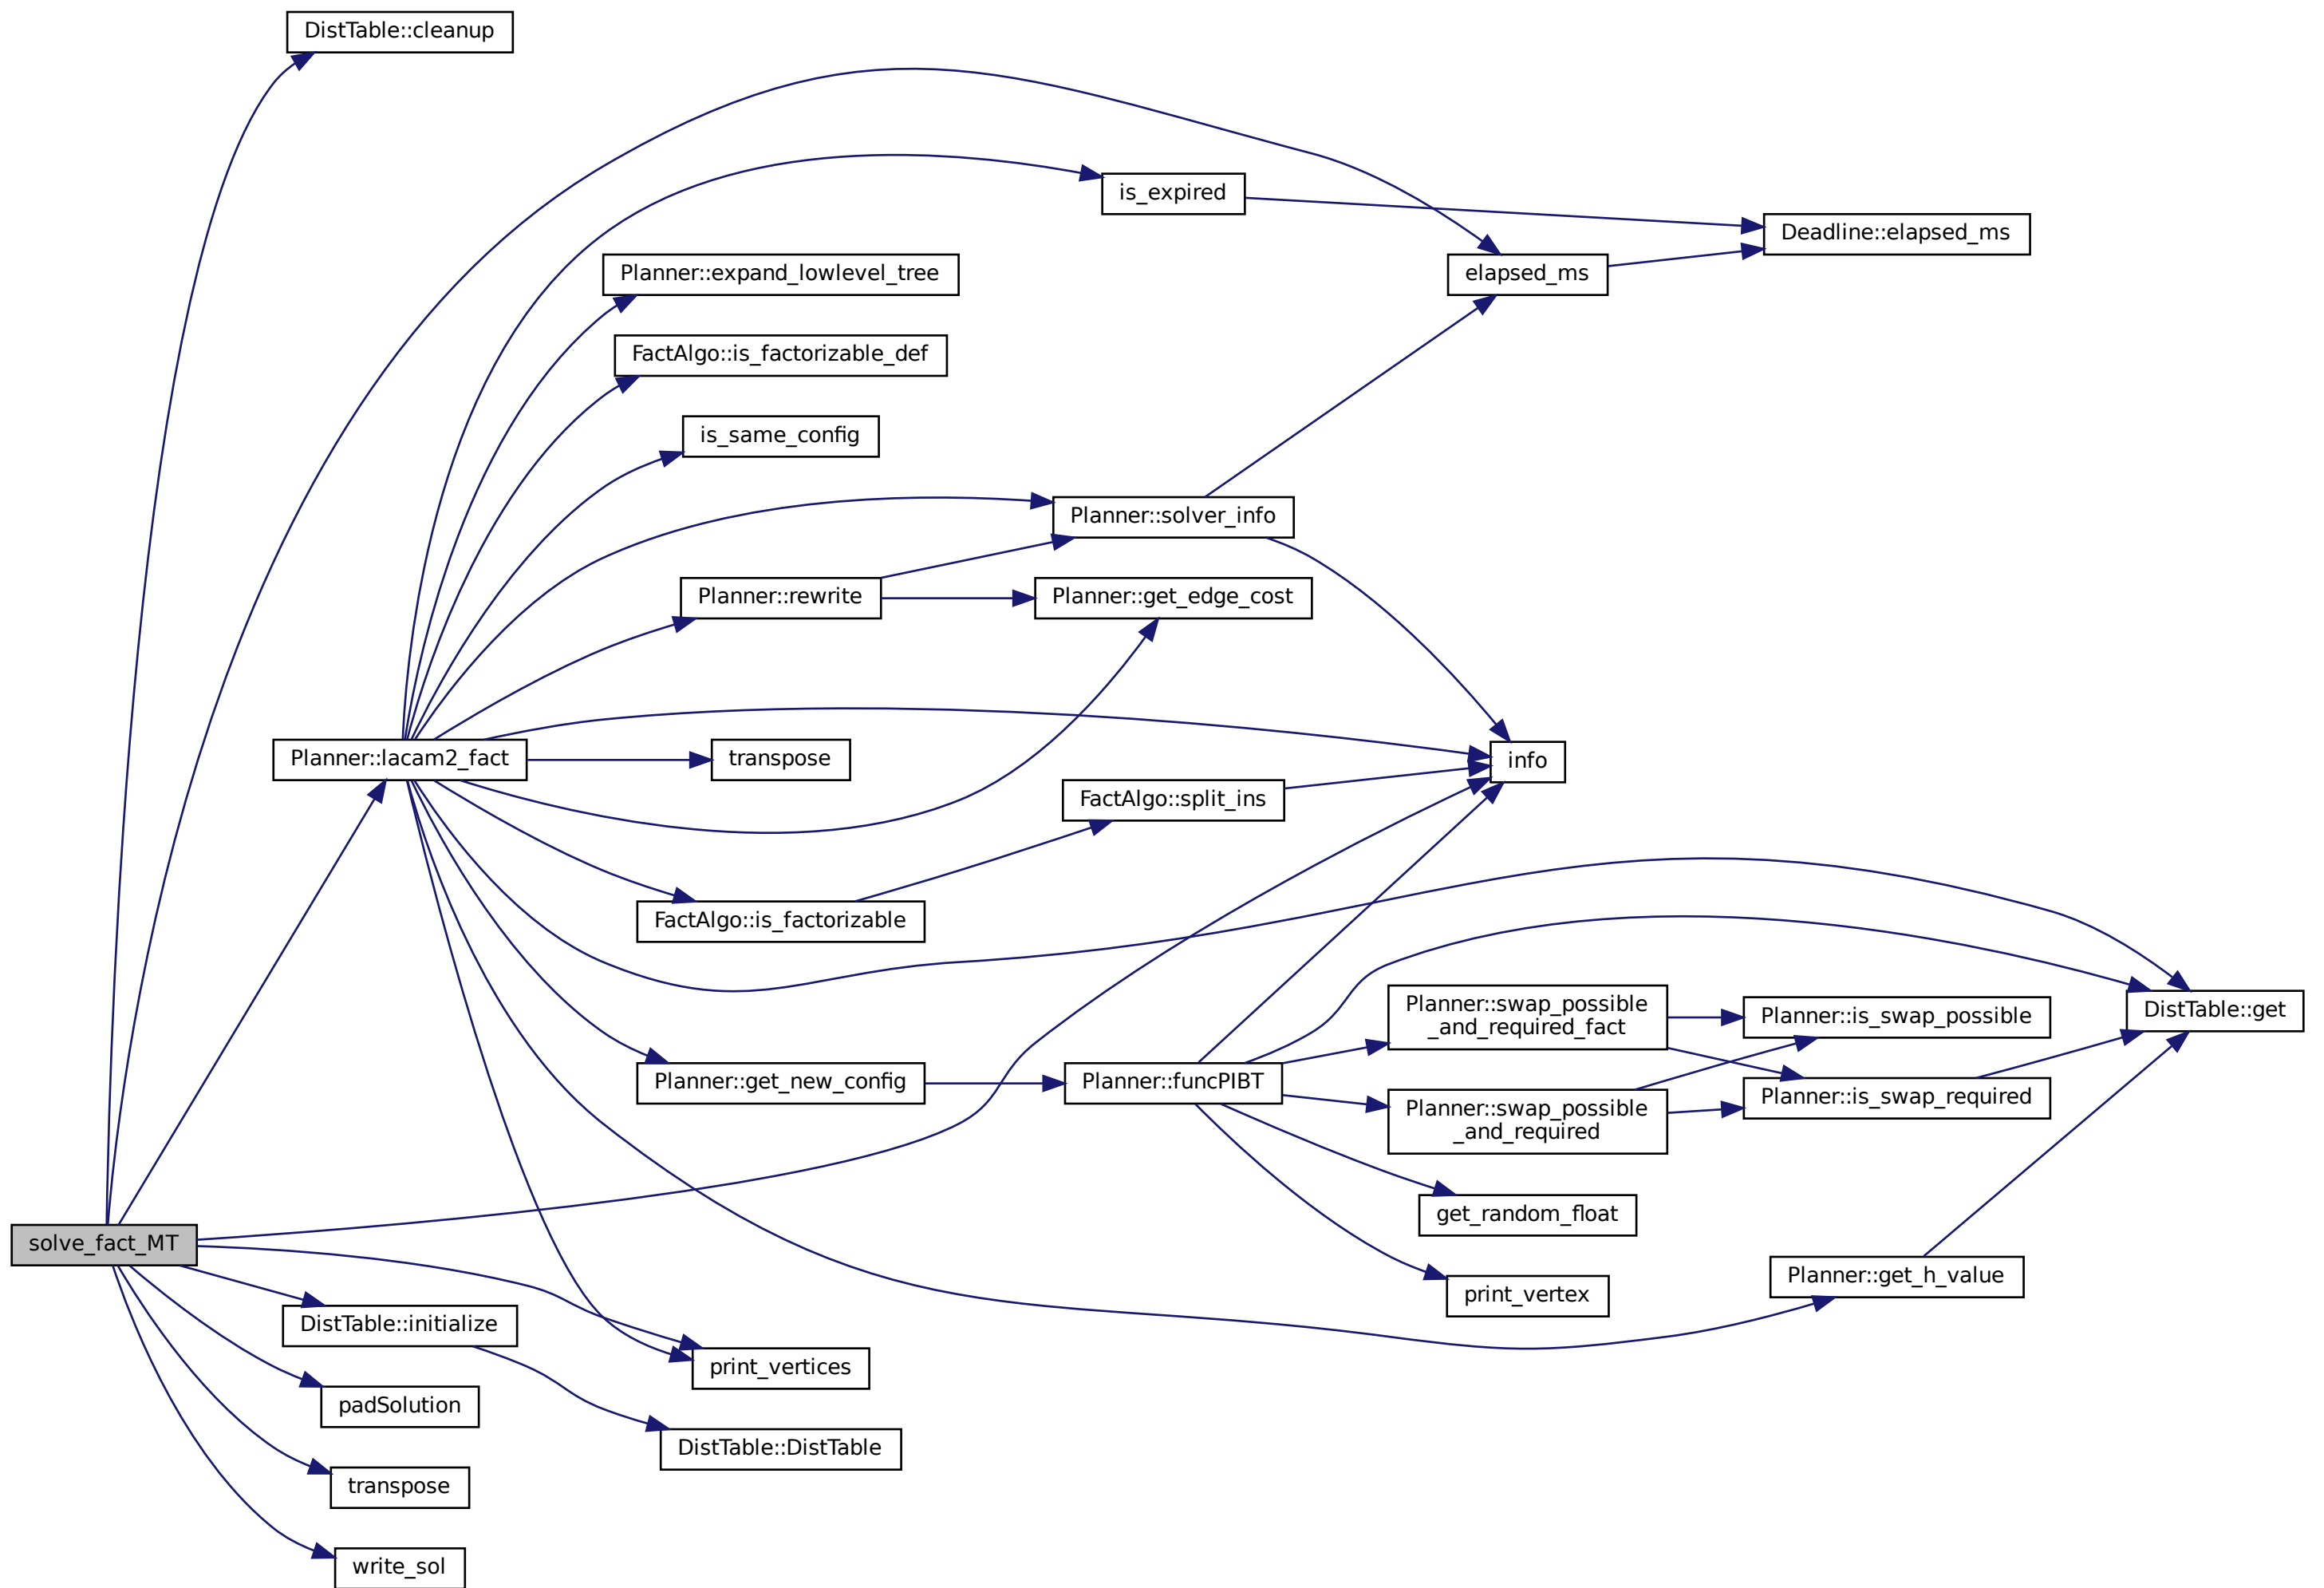 DistTable::cleanup
is_expired
Deadline::elapsed_ms
Planner::expand_lowlevel_tree
elapsed_ms
FactAlgo::is_factorizable_def
is_same_config
Planner::solver_info
Planner::rewrite
Planner::get_edge_cost
Planner::lacam2_fact
transpose
info
FactAlgo::split_ins
FactAlgo::is_factorizable
Planner::swap_possible
_and_required_fact
Planner::is_swap_possible
DistTable::get
Planner::get_new_config
Planner::funcPIBT
Planner::swap_possible
_and_required
Planner::is_swap_required
get_random_float
solve_fact_MT
Planner::get_h_value
print_vertex
DistTable::initialize
print_vertices
padSolution
DistTable::DistTable
transpose
write_sol